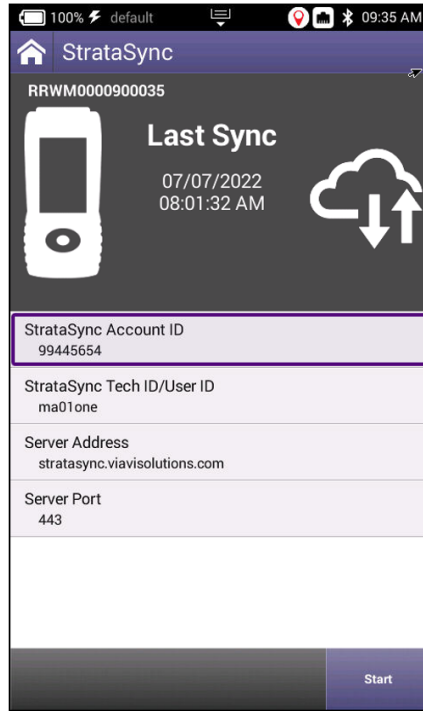 100% default 09:35 AM
StrataSync
RRWM0000900035
Last Sync
07/07/2022
08:01:32 AM
StrataSync Account ID
99445654
StrataSync Tech ID/User ID
ma01one
Server Address
stratasync.viavisolutions.com
Server Port
443
Start